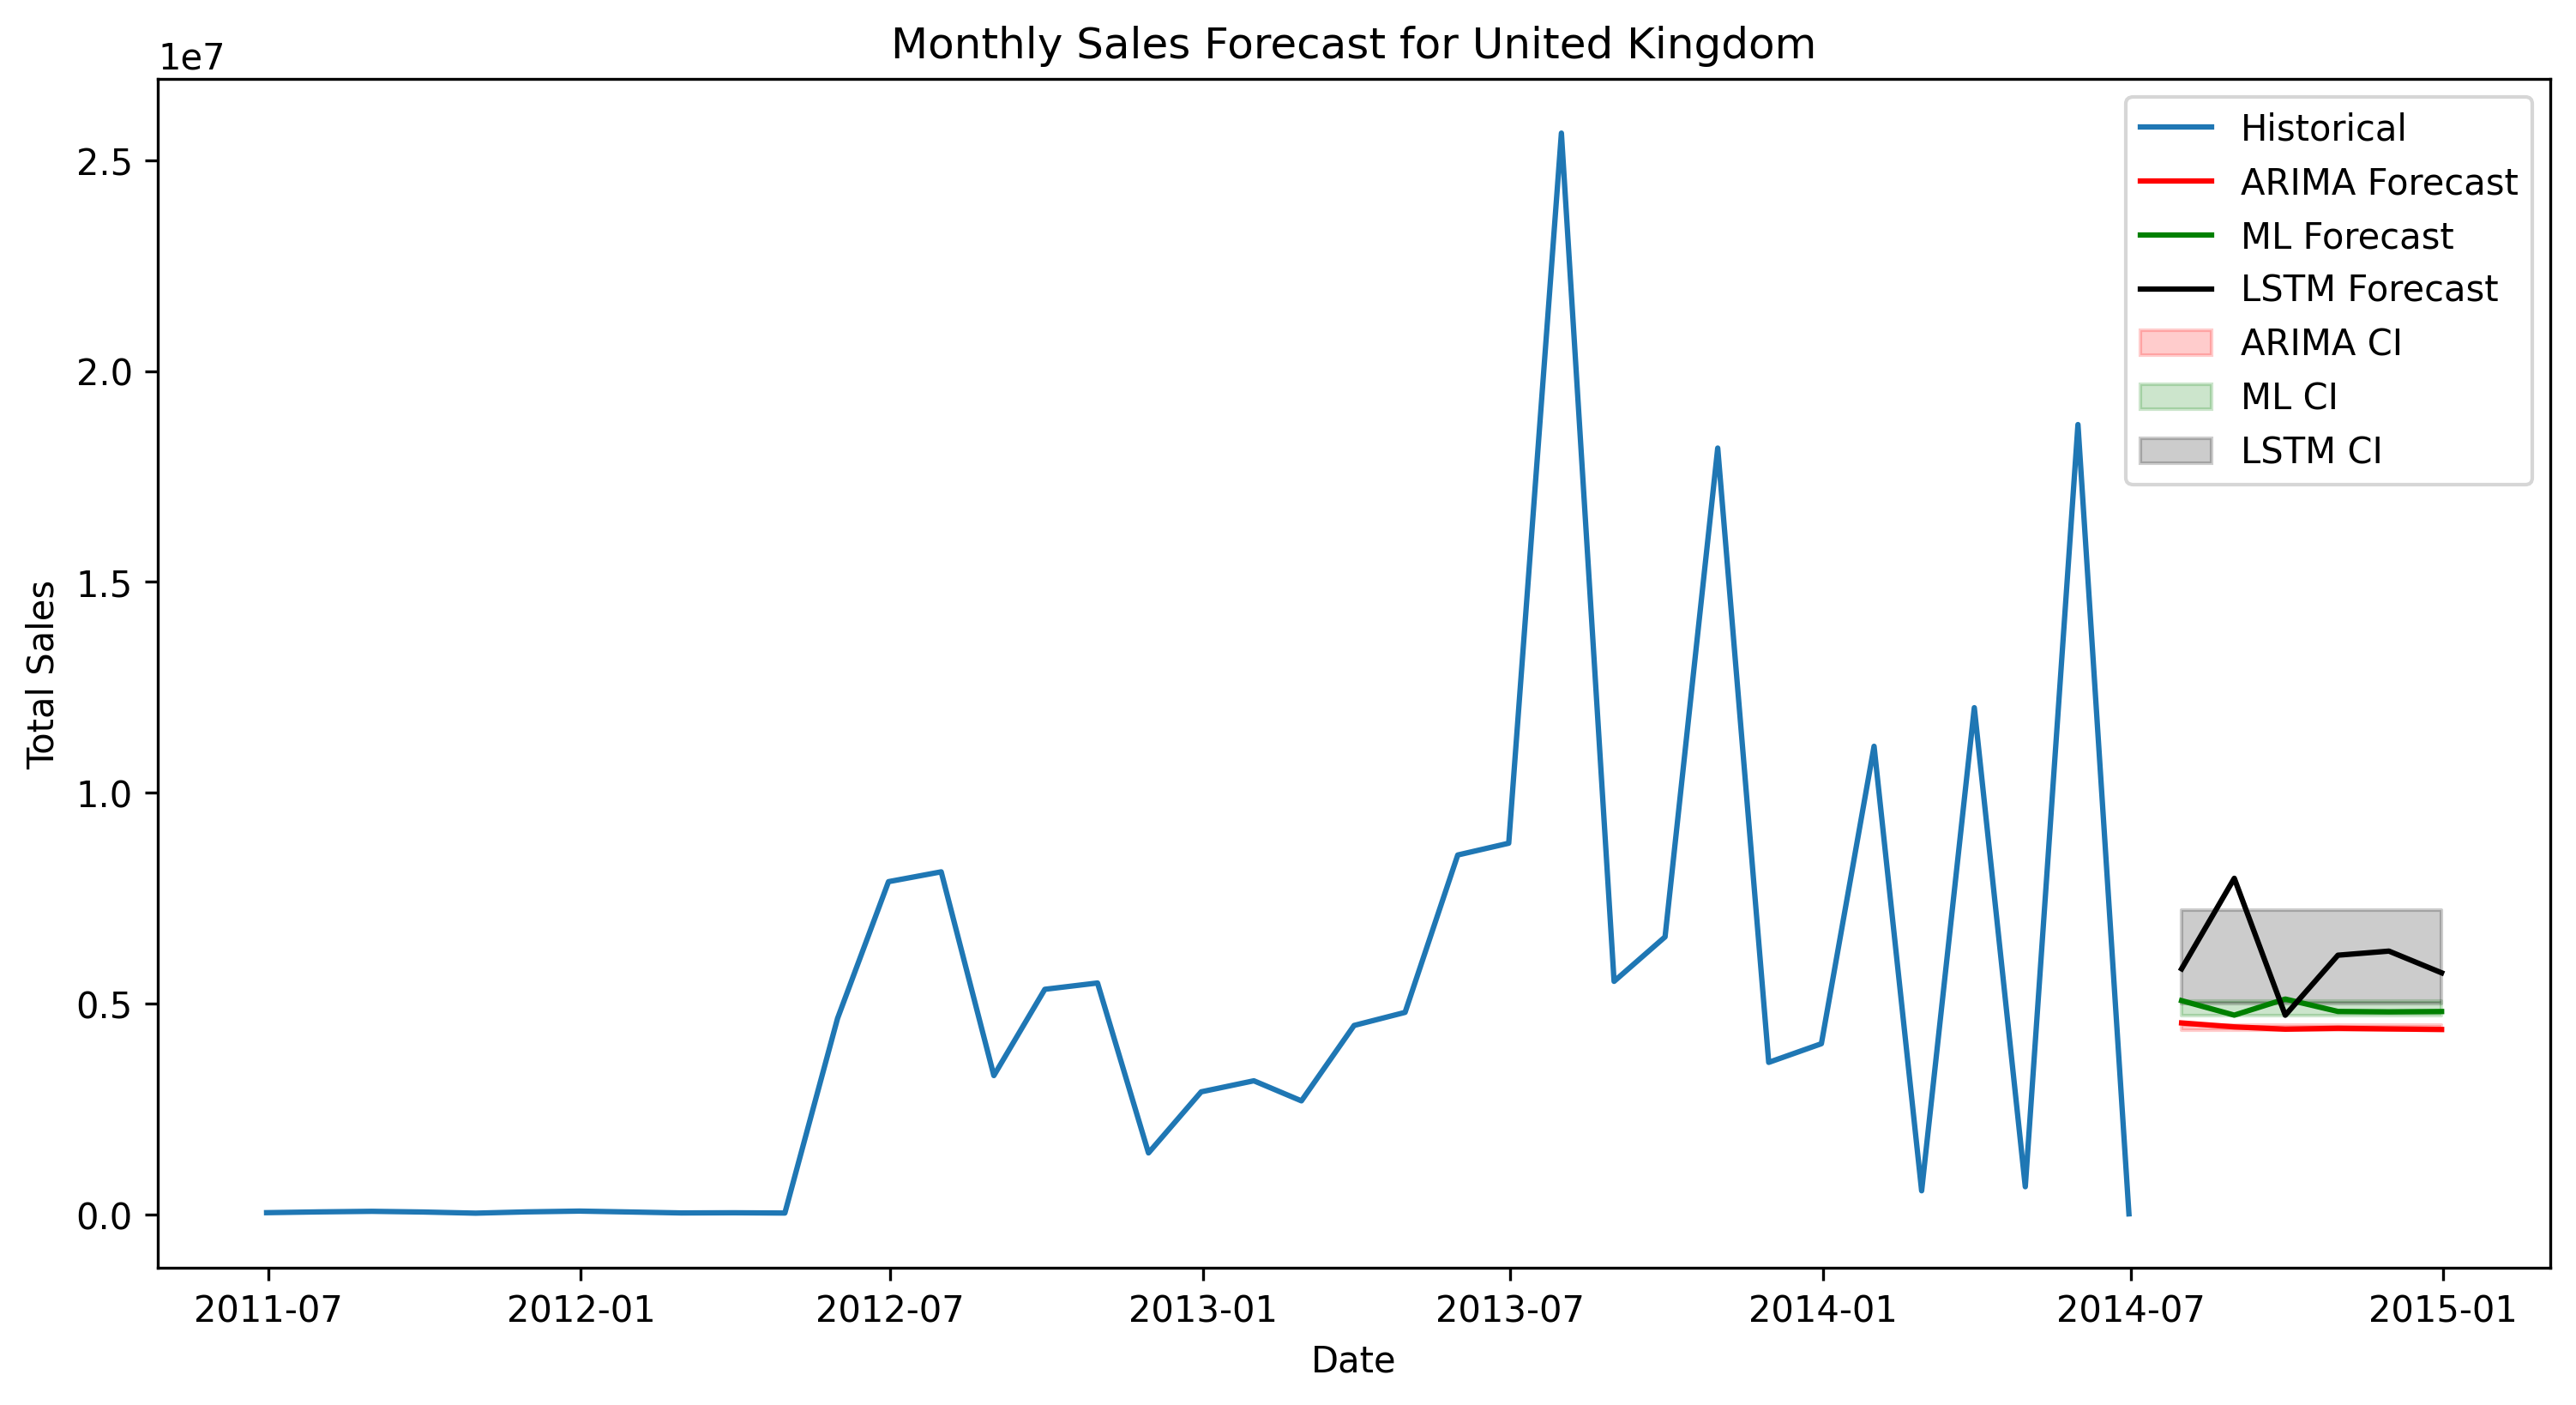 Monthly Sales Forecast for United Kingdom
1e7
2.5
2.0
1.5
1.0
0.5
0.0
Total Sales
Historical
ARIMA Forecast
ML Forecast
LSTM Forecast
ARIMA CI
ML CI
LSTM CI
2011-07 2012-01 2012-07 2013-01 2013-07 2014-01 2014-07 2015-01
Date